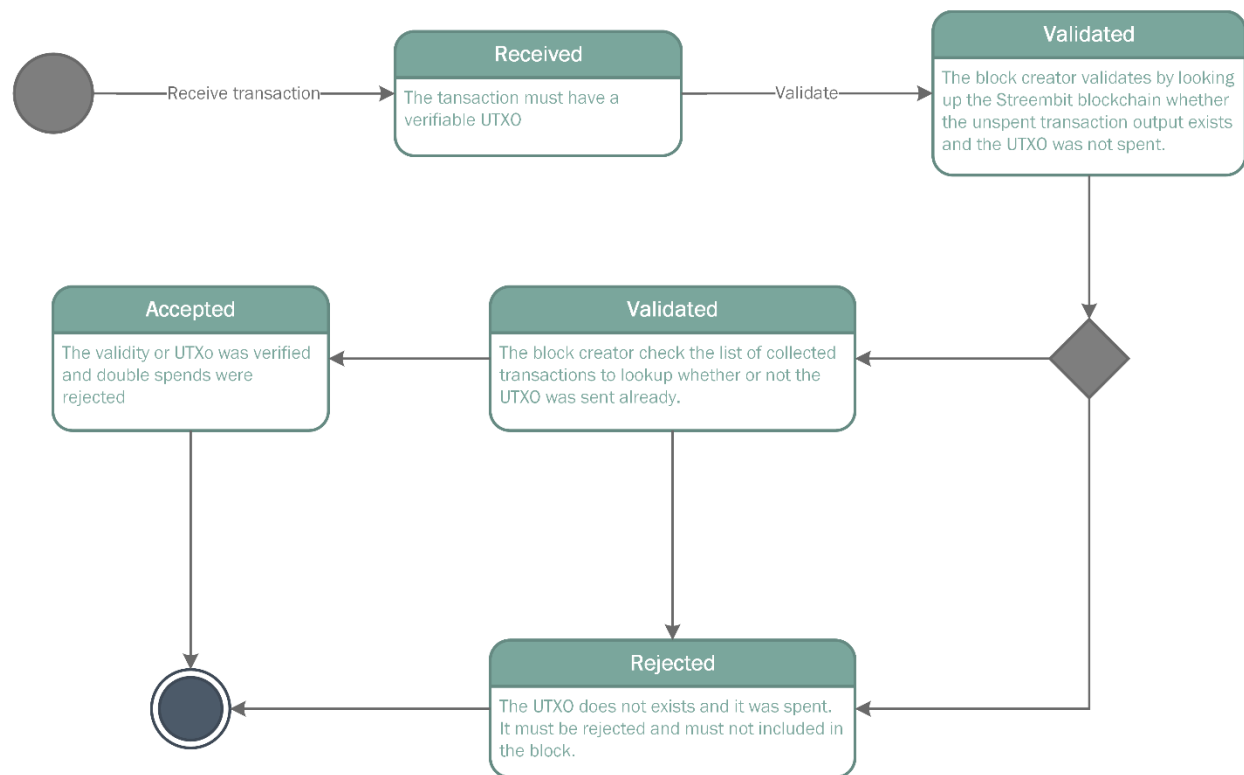 Receive transaction
Received
The tansaction must have a
verifiable UTXO
Validate
Validated
The block creator validates by looking
up the Streembit blockchain whether
the unspent transaction output exists
and the UTXO was not spent.
Accepted
The validity or UTXo was verified
and double spends were
rejected
Validated
The block creator check the list of collected
transactions to lookup whether or not the
UTXO was sent already.
Rejected
The UTXO does not exists and it was spent.
It must be rejected and must not included in
the block.